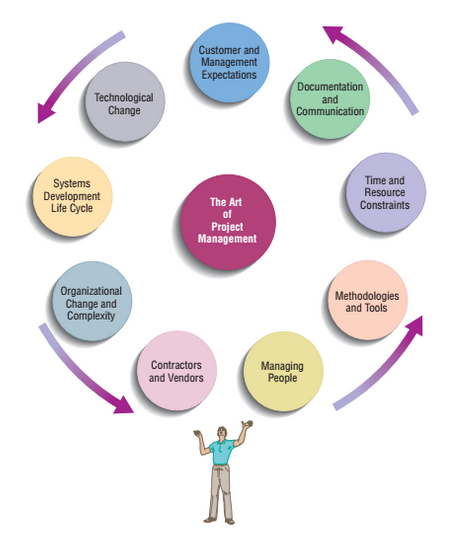 Customer and
Management
Expectations
Technological
Change
Documentation
and
Communication
Systems
Development
Life Cycle
The Art
of
Project
Management
Time and
Resource
Constraints
Organizational
Change and
Complexity
Methodologies
and Tools
Contractors
and Vendors
Managing
People